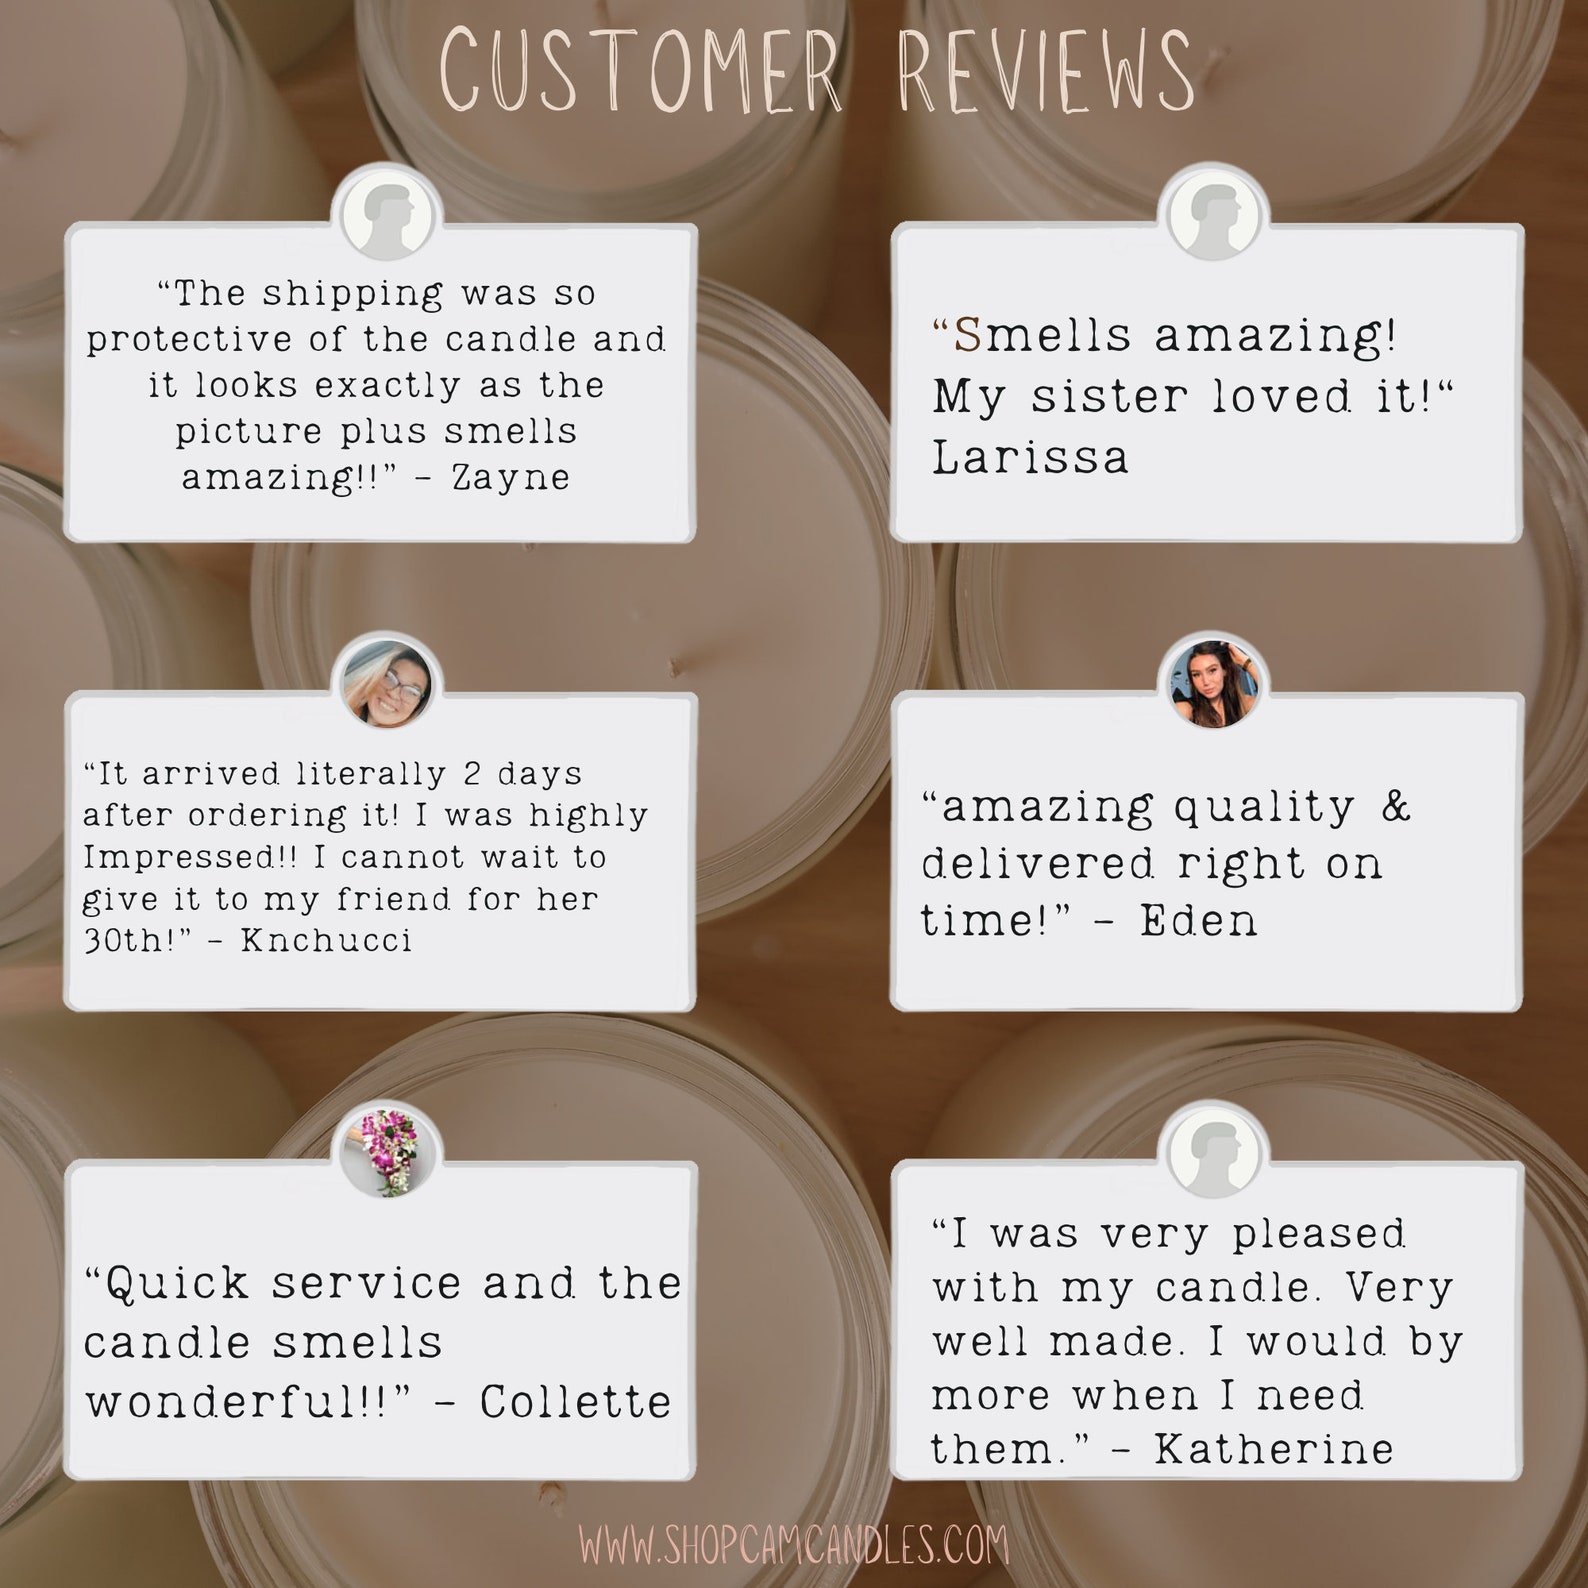 CUSTOMER REVIEWS
“The shipping was so
protective of the candle and
it looks exactly as the
picture plus smells
amazing!!” - Zayne
“Smells amazing!
My sister loved it!“
Larissa
“It arrived literally 2 days
after ordering it! I was highly
Impressed!! I cannot wait to
give it to my friend for her
30th!” - Knchucci
“amazing quality &
delivered right on
time!” - Eden
“Quick service and the
candle smells
wonderful!!” - Collette
“I was very pleased
with my candle. Very
well made. I would by
more when I need
them.” - Katherine
WWW.SHOPCAMCANDLES.COM